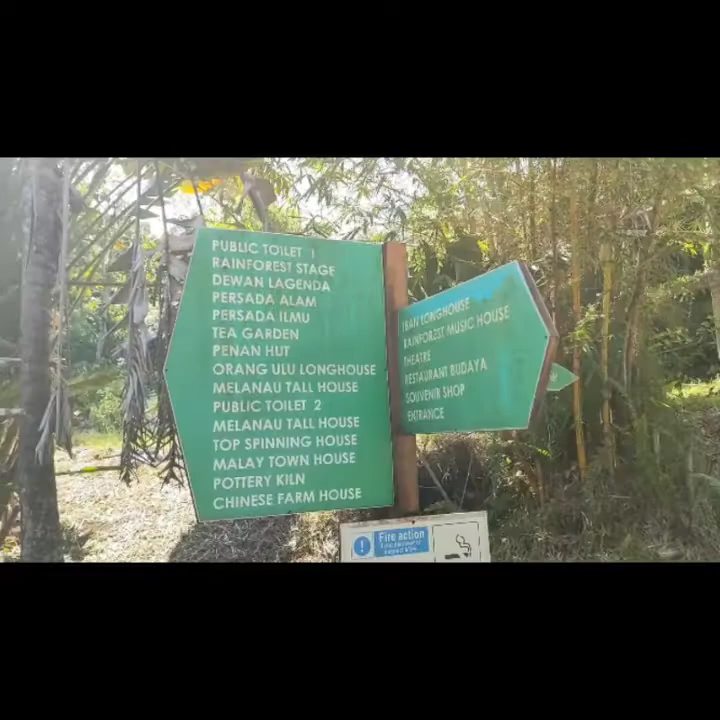 PUBLIC TOILET 1
RAINFOREST STAGE
DEWAN LAGENDA
PERSADA ALAM
PERSADA ILMU
TEA GARDEN
PENAN HUT
ORANG ULU LONGHOUSE
MELANAU TALL HOUSE
PUBLIC TOILET 2
MELANAU TALL HOUSE
TOP SPINNING HOUSE
MALAY TOWN HOUSE
POTTERY KILN
CHINESE FARM HOUSE
IBAN LONGHOUSE
RAINFOREST MUSIC HOUSE
THEATRE
RESTAURANT BUDAYA
SOUVENIR SHOP
ENTRANCE
Fire action